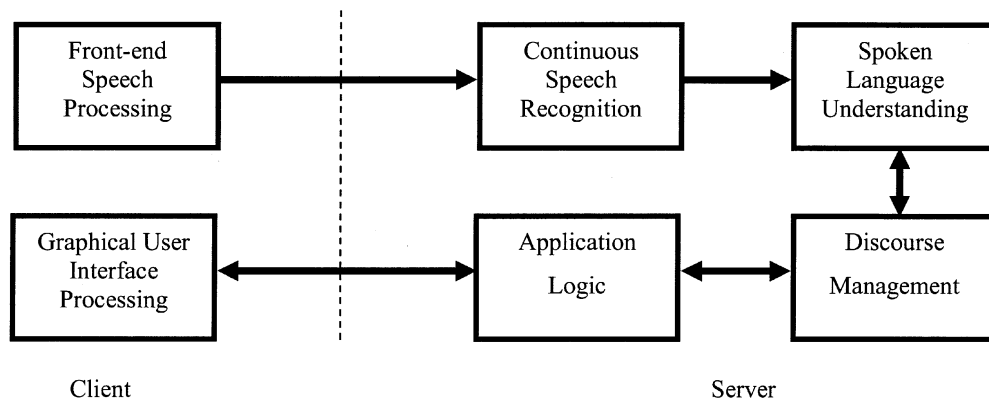 Front-end
Speech
Processing
Continuous
Speech
Recognition
Spoken
Language
Understanding
Graphical User
Interface
Processing
Application
Logic
Discourse
Management
Client
Server